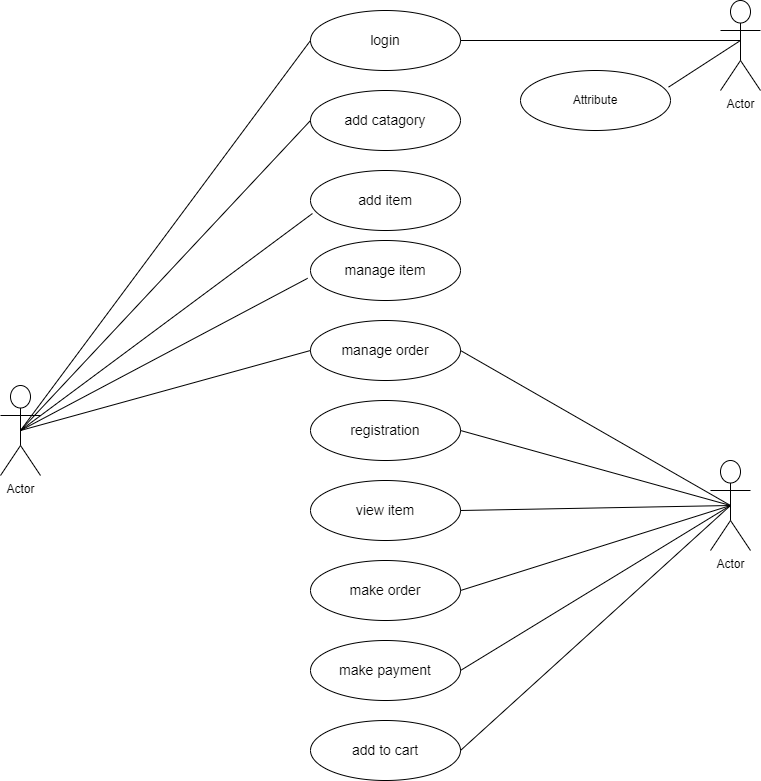 login
Attribute
Actor
add catagory
add item
manage item
manage order
registration
Actor
view item
Actor
make order
make payment
add to cart